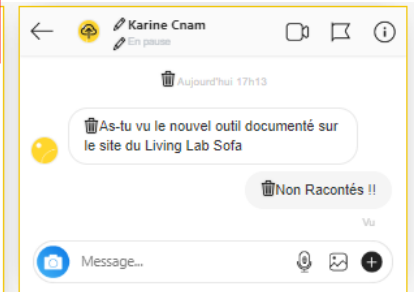 Karine Cnam
En pause
Aujourd'hui 17h13
As-tu vu le nouvel outil documenté sur
le site du Living Lab Sofa
Non Racontés !!
Vu
Message...